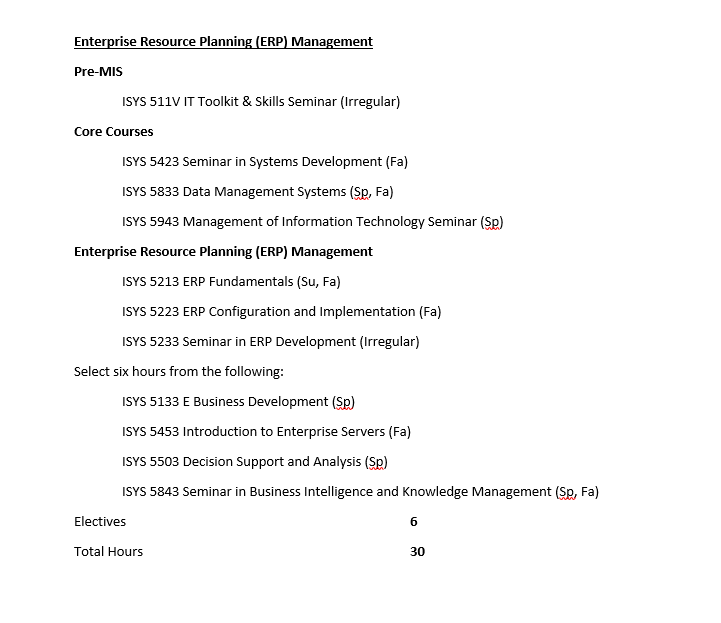 Enterprise Resource Planning (ERP) Management
Pre-MIS
ISYS 511V IT Toolkit & Skills Seminar (Irregular)
Core Courses
ISYS 5423 Seminar in Systems Development (Fa)
ISYS 5833 Data Management Systems (Sp, Fa)
ISYS 5943 Management of Information Technology Seminar (Sp)
Enterprise Resource Planning (ERP) Management
ISYS 5213 ERP Fundamentals (Su, Fa)
ISYS 5223 ERP Configuration and Implementation (Fa)
ISYS 5233 Seminar in ERP Development (Irregular)
Select six hours from the following:
ISYS 5133 E Business Development (Sp)
ISYS 5453 Introduction to Enterprise Servers (Fa)
ISYS 5503 Decision Support and Analysis (Sp)
ISYS 5843 Seminar in Business Intelligence and Knowledge Management (Sp, Fa)
Electives 6
Total Hours 30